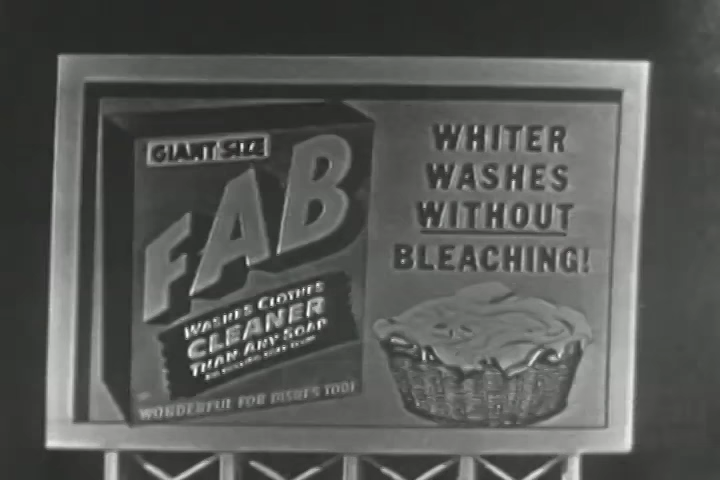 GIANT SIZE
FAB
WASHES CLOTHES
CLEANER
THAN ANY SOAP
WONDERFUL FOR DISHES TOO!
WHITER
WASHES
WITHOUT
BLEACHING!